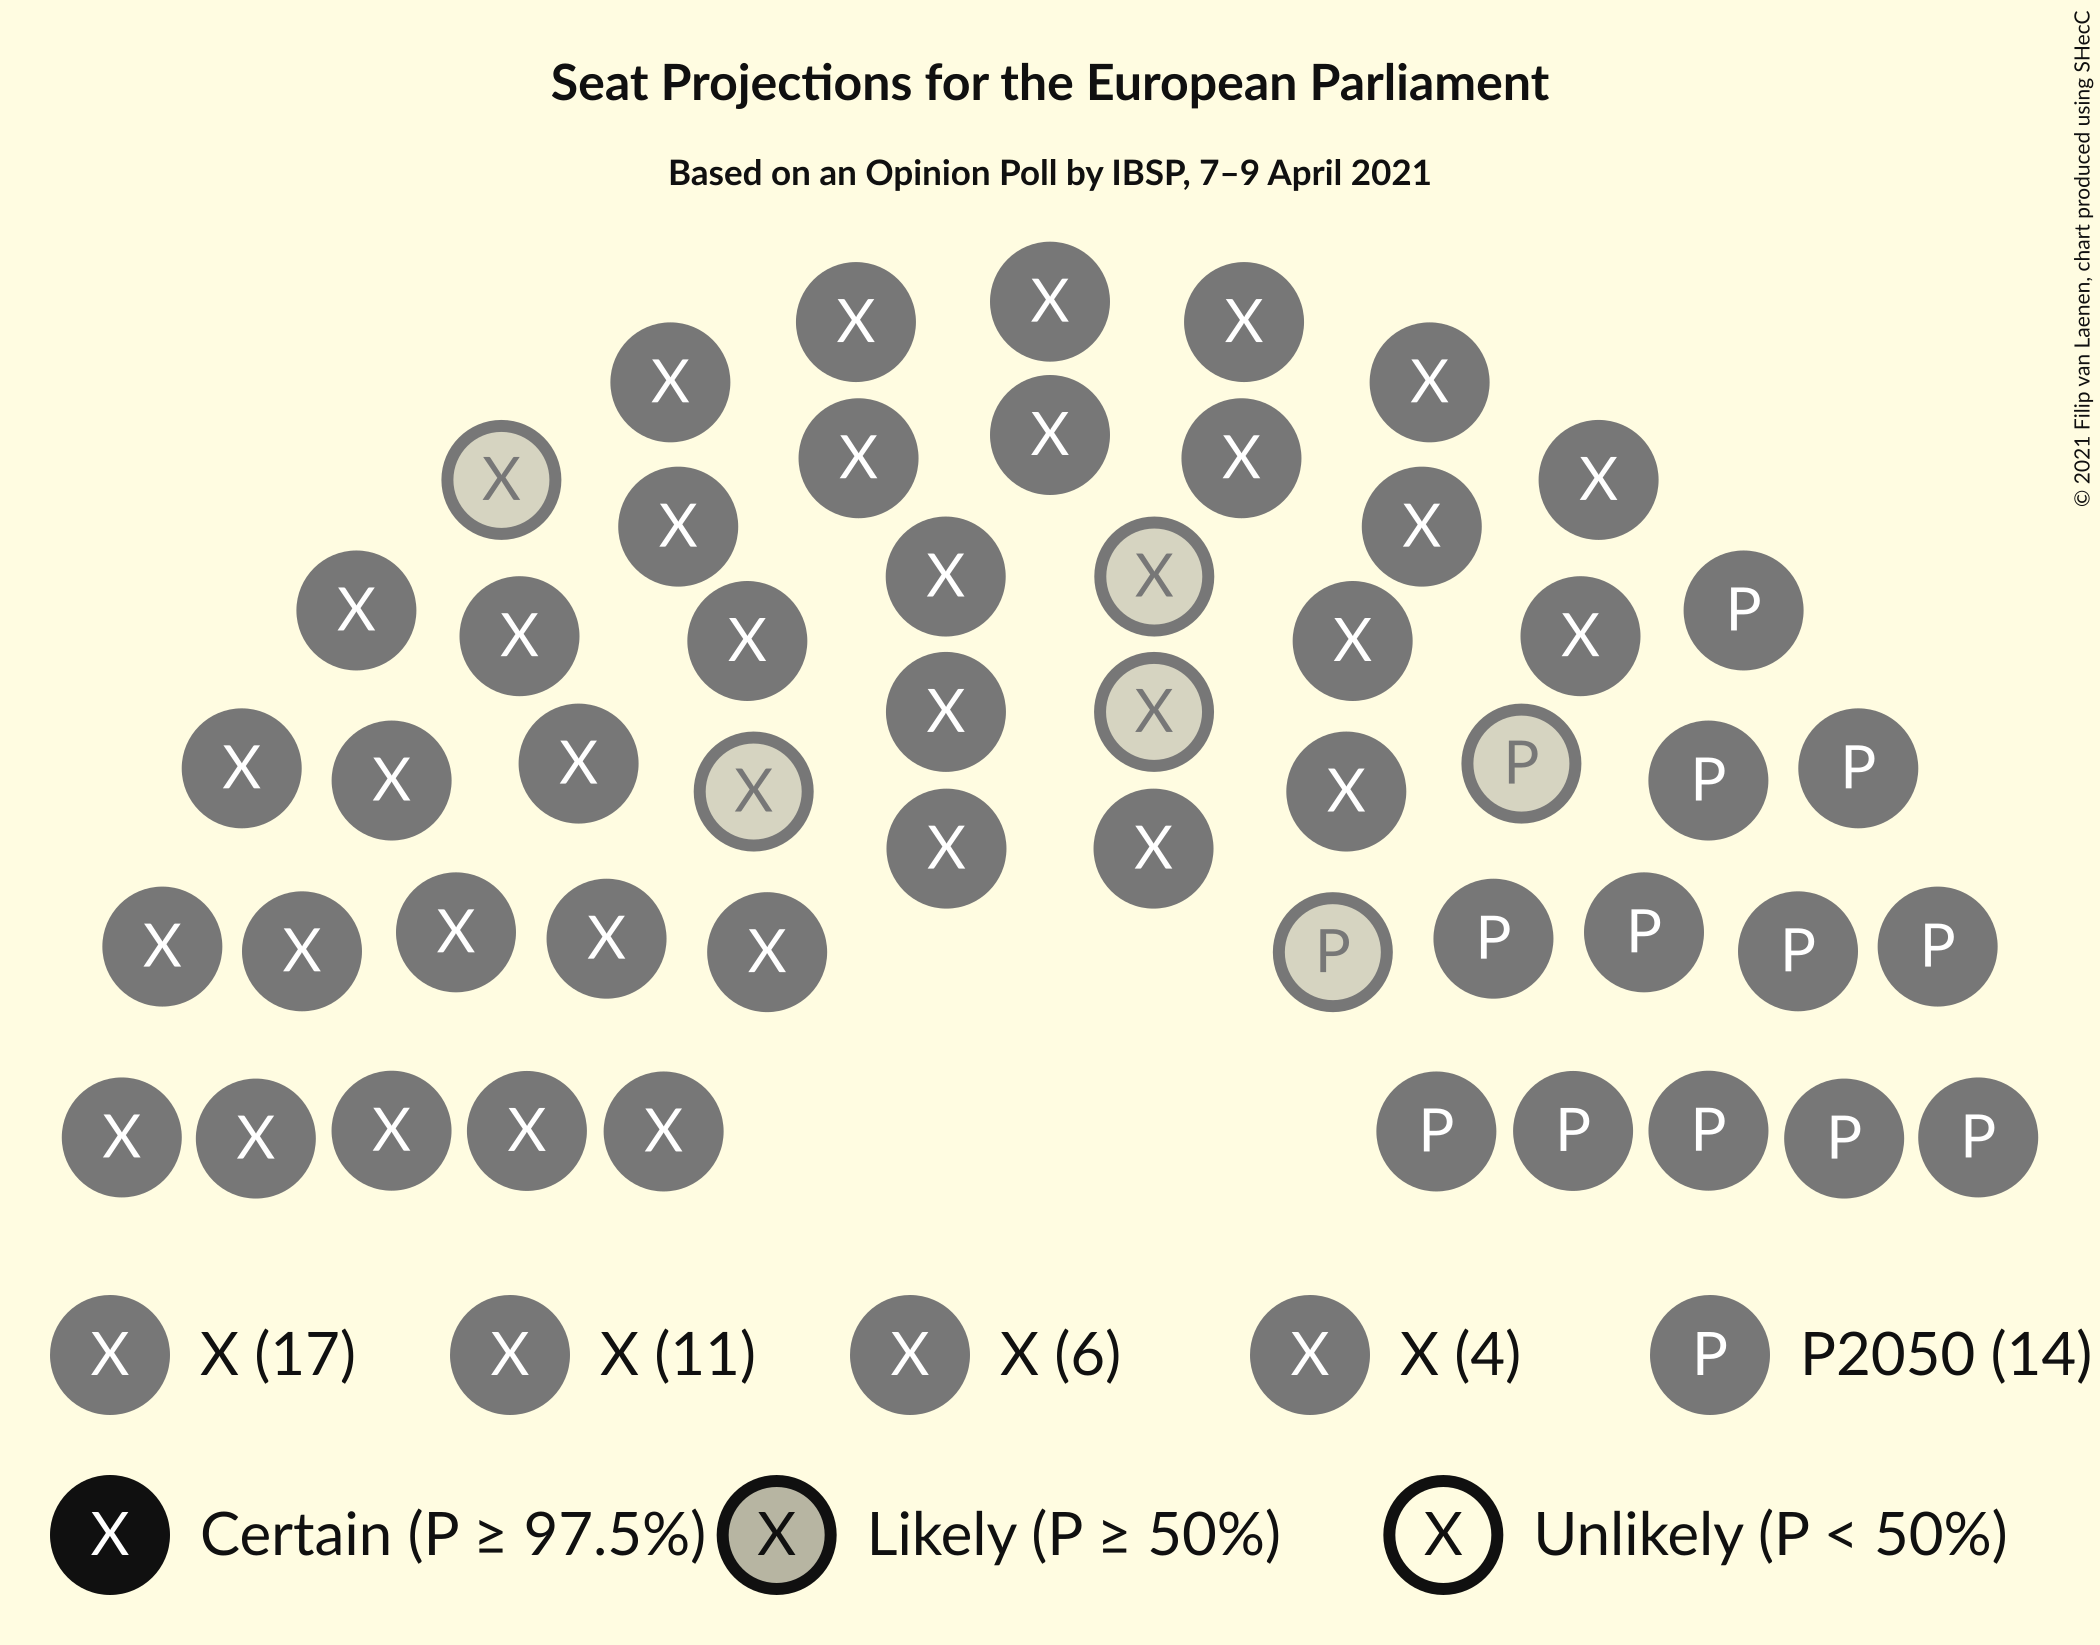 Seat Projections for the European Parliament
Based on an Opinion Poll by IBSP, 7–9 April 2021
© 2021 Filip van Laenen, chart produced using SHecC
X
X X
X X
X
X X
X X
X X
X X
X X
X P
X X
X X
X P
X X
X X
X P
X P
X P
X X
X X
X P
X P
X P
X P
X P
X P
X P
X P
X P
X P
X X (17) X X (11) X X (6) X X (4) P P2050 (14)
X Certain (P ≥ 97.5%) X Likely (P ≥ 50%) X Unlikely (P < 50%)